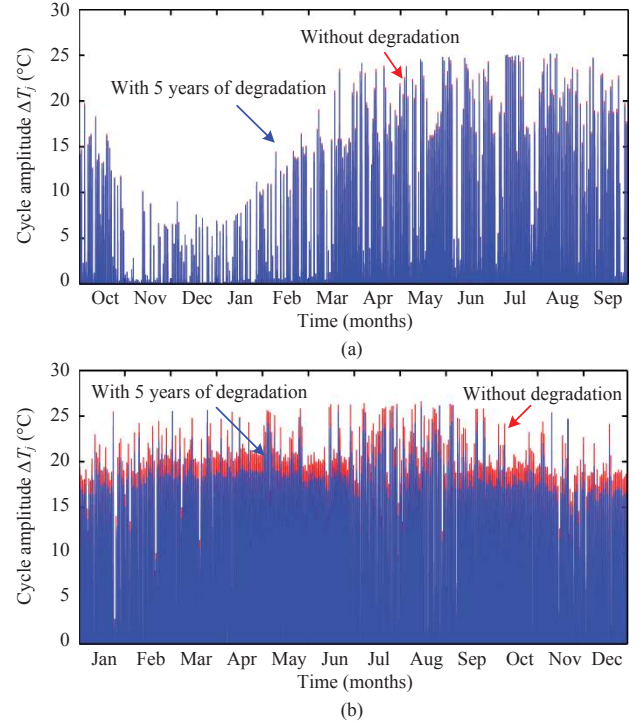 (a)
30
25
20
15
10
5
0
Cycle amplitude ΔTj (°C)
Without degradation
With 5 years of degradation
Oct Nov Dec Jan Feb Mar Apr May Jun Jul Aug Sep
Time (months)
(a)
30
25
20
15
10
5
0
Cycle amplitude ΔTj (°C)
With 5 years of degradation
Without degradation
Jan Feb Mar Apr May Jun Jul Aug Sep Oct Nov Dec
Time (months)
(b)